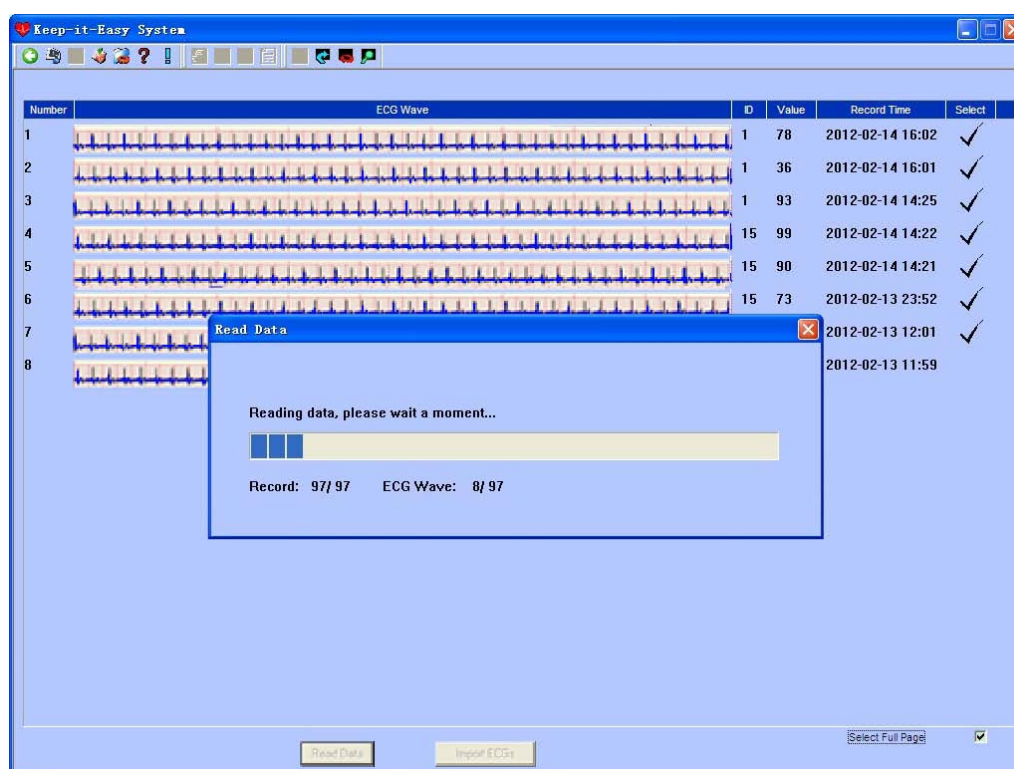 Keep-it-Easy System
Number ECG Wave ID Value Record Time Select
1 1 78 2012-02-14 16:02
2 1 36 2012-02-14 16:01
3 1 93 2012-02-14 14:25
4 15 99 2012-02-14 14:22
5 15 90 2012-02-14 14:21
6 15 73 2012-02-13 23:52
7 2012-02-13 12:01
8 2012-02-13 11:59
Read Data
Reading data, please wait a moment...
Record: 97/ 97 ECG Wave: 8/ 97
Select Full Page
Read Data Import ECGs